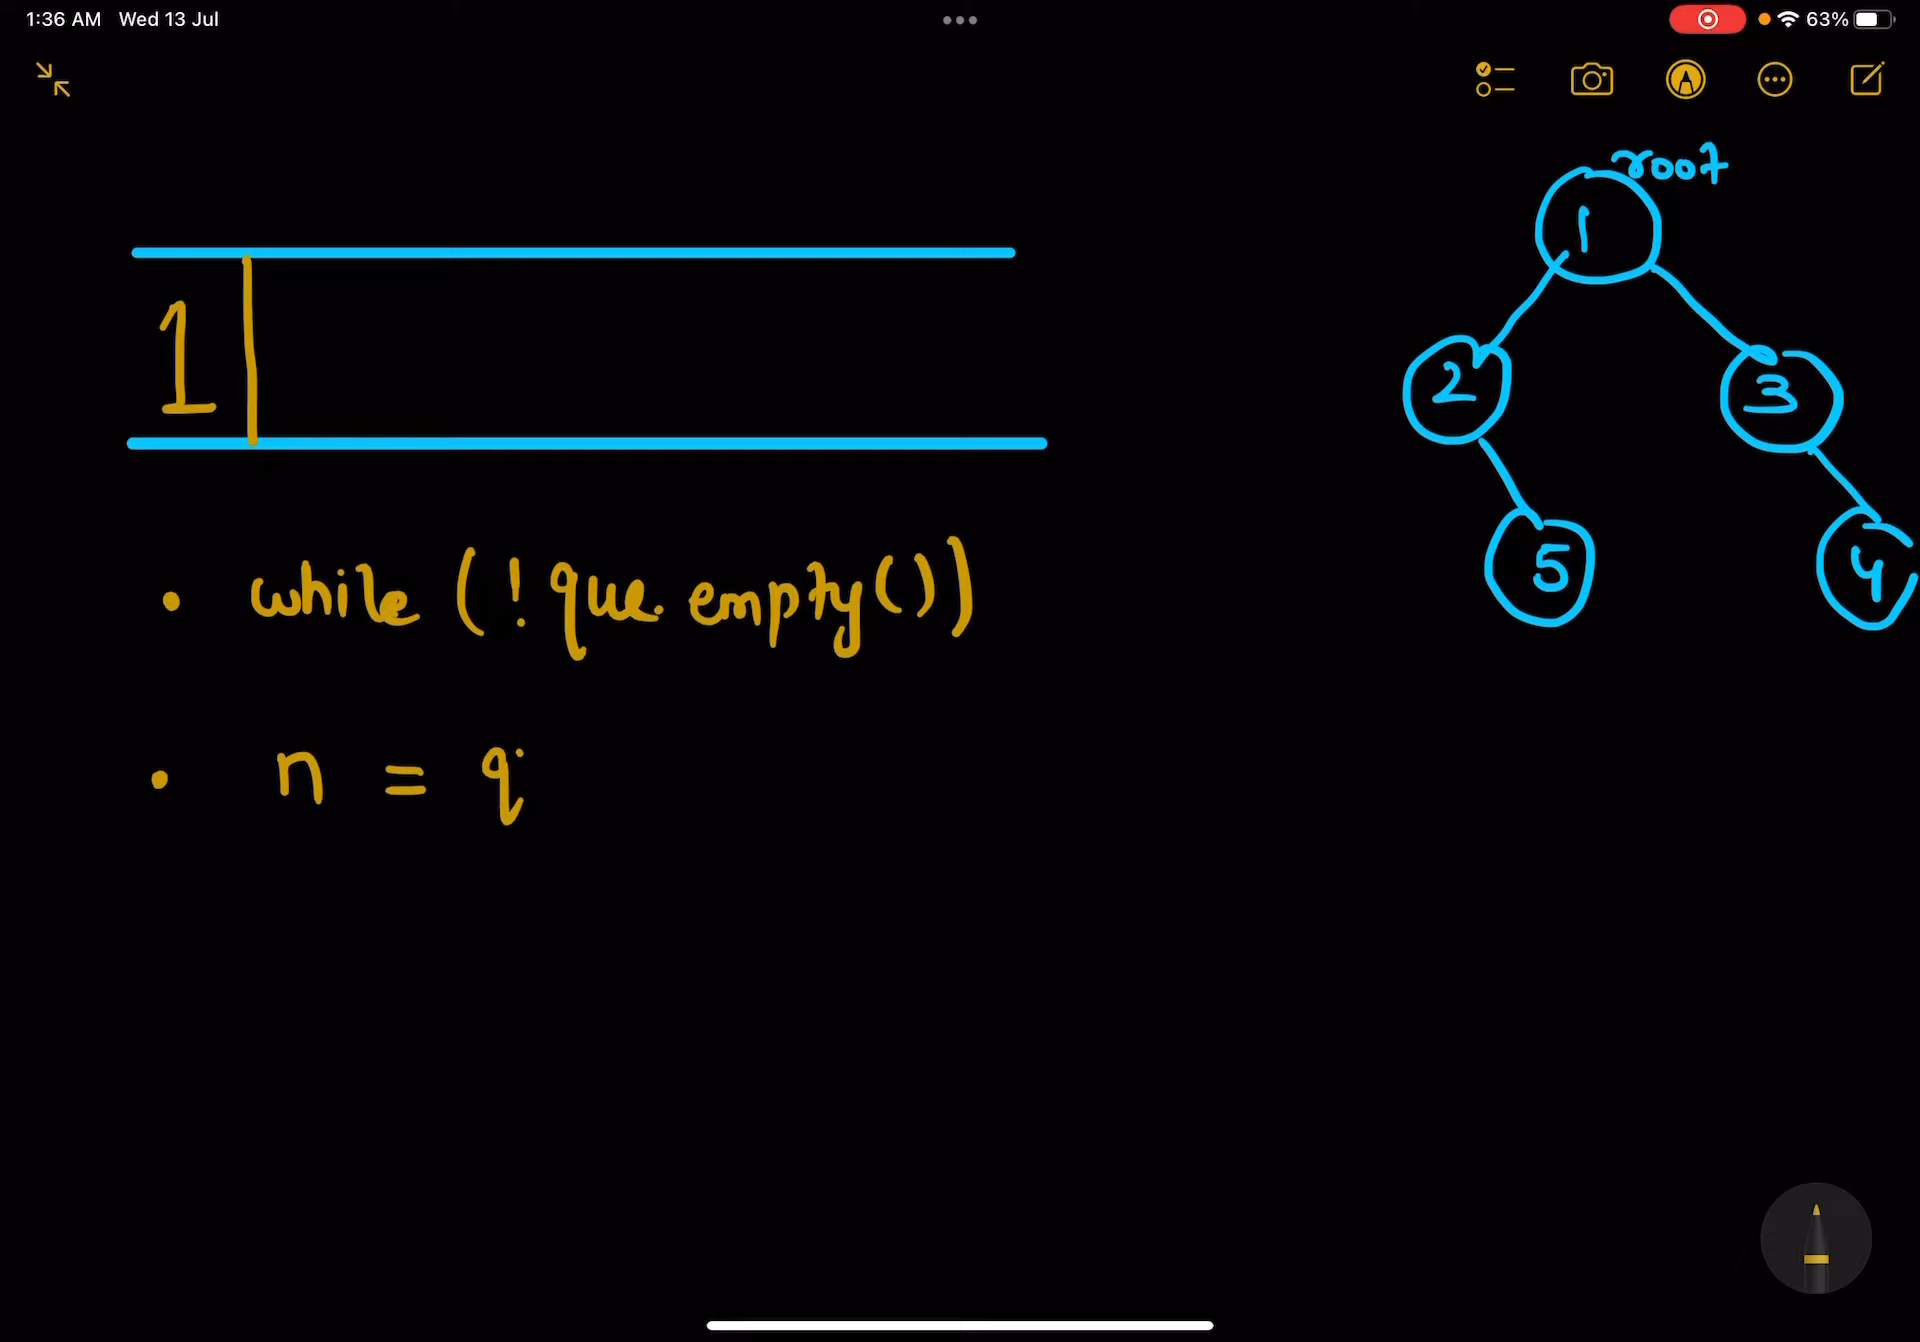 1:36 AM Wed 13 Jul
63%
root
1
1
2
3
5
4
• while (! que. empty())
• n = q